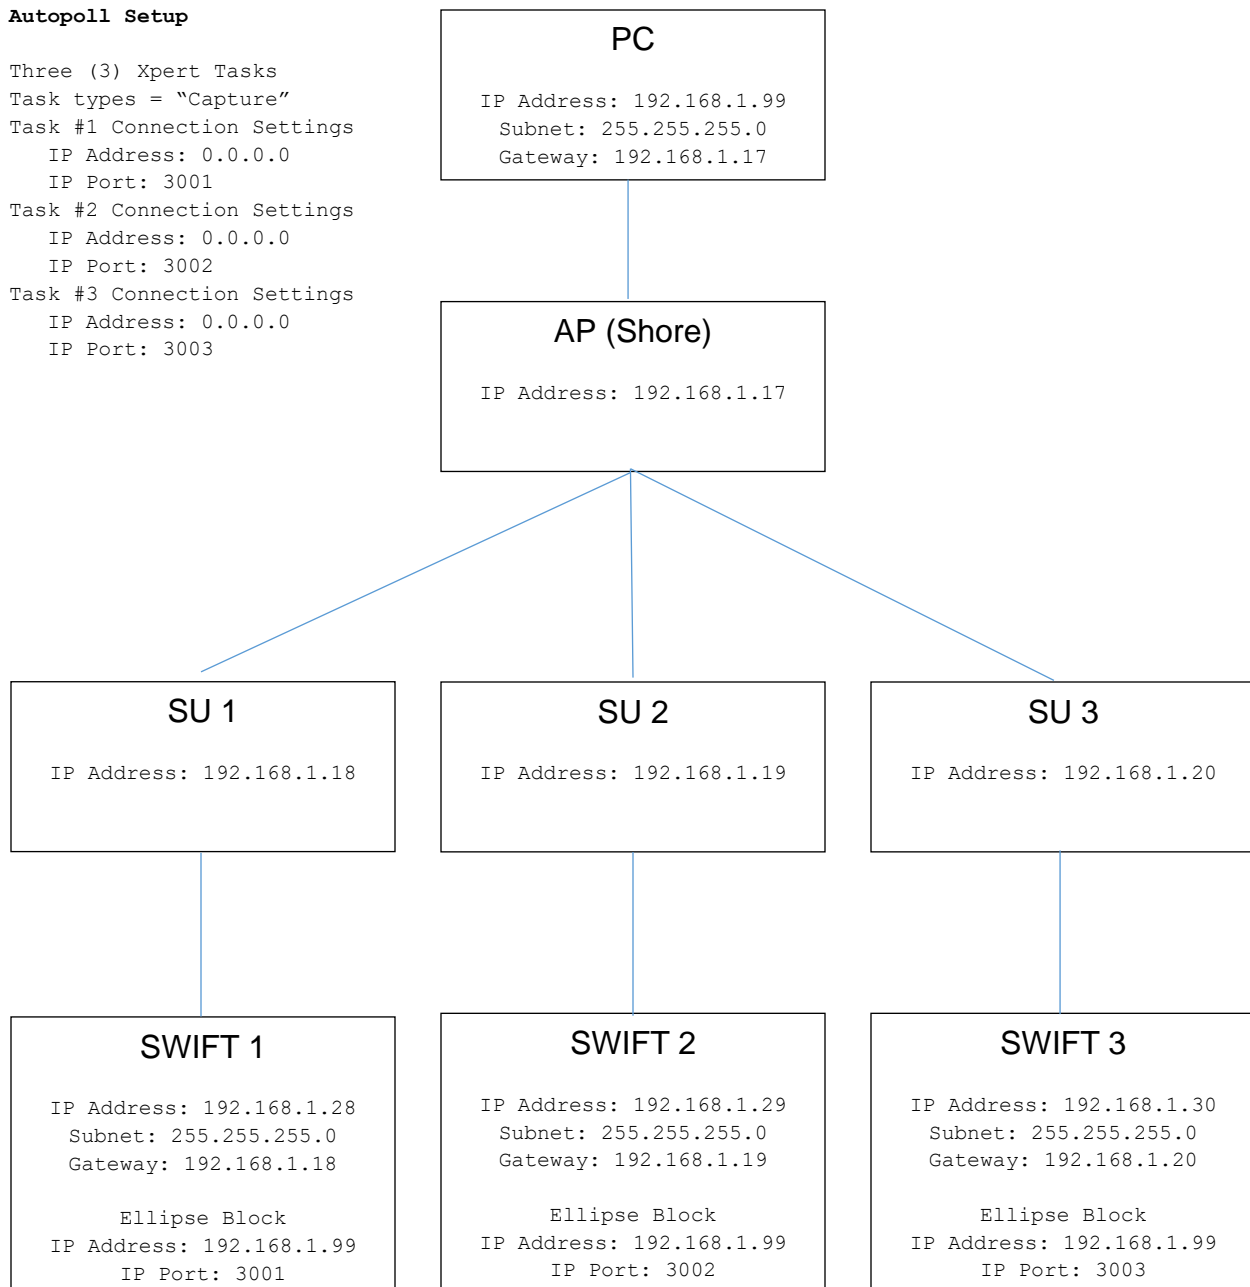 Autopoll Setup
Three (3) Xpert Tasks
Task types = “Capture”
Task #1 Connection Settings
IP Address: 0.0.0.0
IP Port: 3001
Task #2 Connection Settings
IP Address: 0.0.0.0
IP Port: 3002
Task #3 Connection Settings
IP Address: 0.0.0.0
IP Port: 3003
PC
IP Address: 192.168.1.99
Subnet: 255.255.255.0
Gateway: 192.168.1.17
AP (Shore)
IP Address: 192.168.1.17
SU 1
IP Address: 192.168.1.18
SU 2
IP Address: 192.168.1.19
SU 3
IP Address: 192.168.1.20
SWIFT 1
IP Address: 192.168.1.28
Subnet: 255.255.255.0
Gateway: 192.168.1.18
Ellipse Block
IP Address: 192.168.1.99
IP Port: 3001
SWIFT 2
IP Address: 192.168.1.29
Subnet: 255.255.255.0
Gateway: 192.168.1.19
Ellipse Block
IP Address: 192.168.1.99
IP Port: 3002
SWIFT 3
IP Address: 192.168.1.30
Subnet: 255.255.255.0
Gateway: 192.168.1.20
Ellipse Block
IP Address: 192.168.1.99
IP Port: 3003